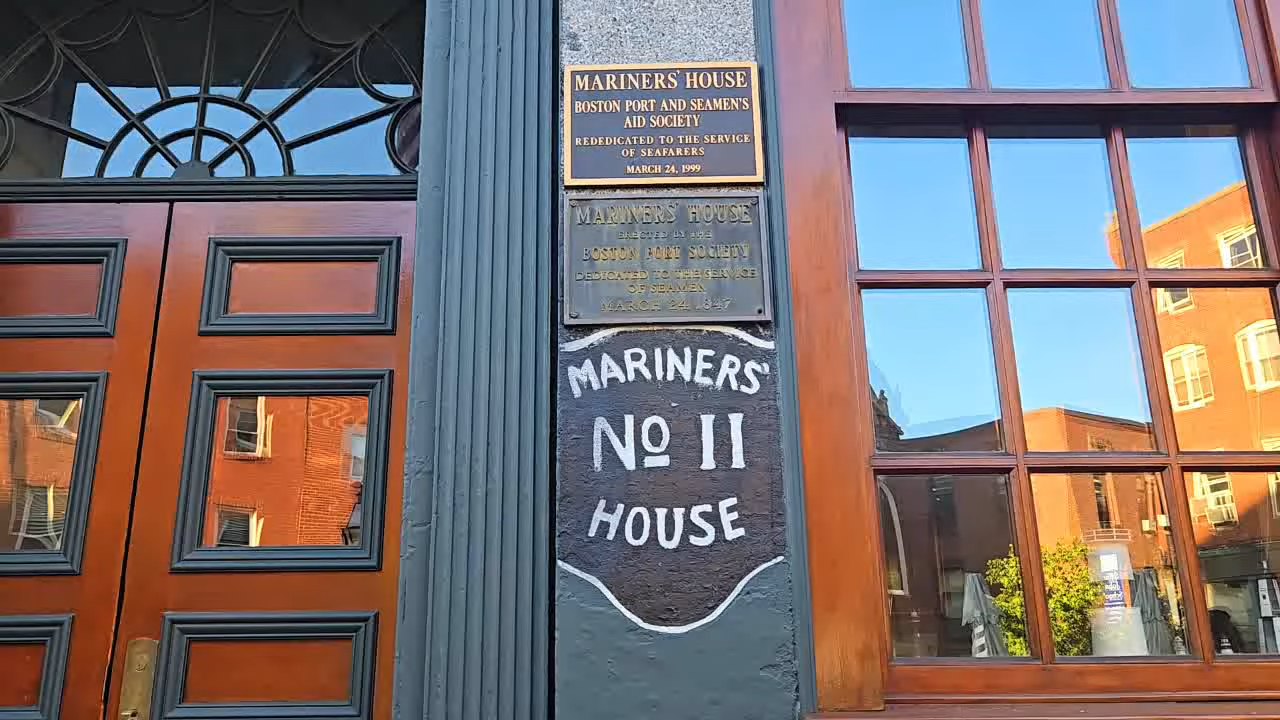 MARINERS' HOUSE
BOSTON PORT AND SEAMEN'S
AID SOCIETY
REDEDICATED TO THE SERVICE
OF SEAFARERS
MARCH 24, 1999
MARINERS' HOUSE
ERECTED BY THE
BOSTON PORT SOCIETY
DEDICATED TO THE SERVICE
OF SEAMEN
MARCH 24 1847
MARINERS'
No 11
HOUSE